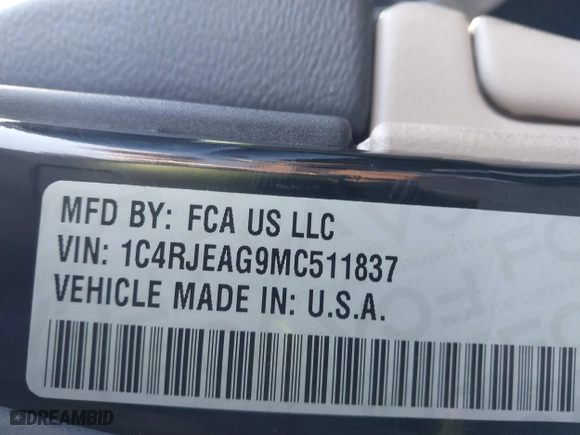 MFD BY: FCA US LLC
VIN: 1C4RJEAG9MC511837
VEHICLE MADE IN: U.S.A.
DREAMBID